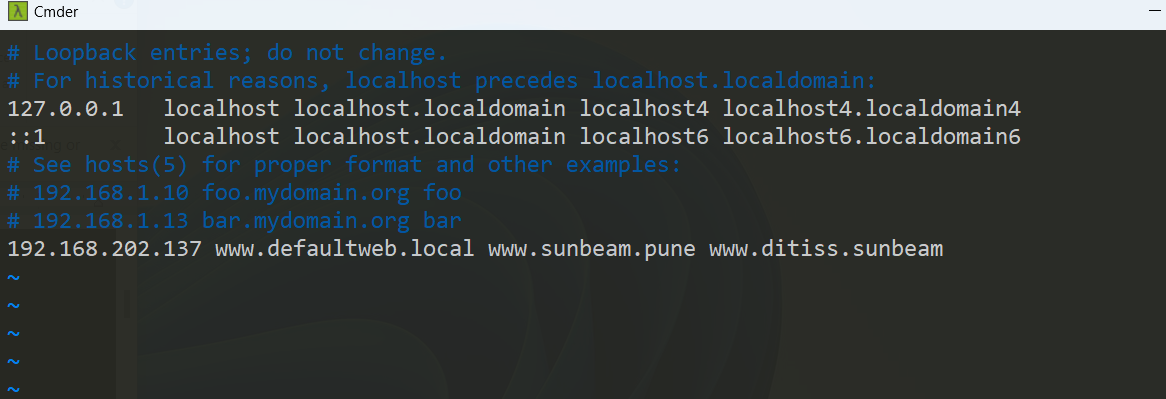 Cmder
# Loopback entries; do not change.
# For historical reasons, localhost precedes localhost.localdomain:
127.0.0.1   localhost localhost.localdomain localhost4 localhost4.localdomain4
::1         localhost localhost.localdomain localhost6 localhost6.localdomain6
# See hosts(5) for proper format and other examples:
# 192.168.1.10 foo.mydomain.org foo
# 192.168.1.13 bar.mydomain.org bar
192.168.202.137 www.defaultweb.local www.sunbeam.pune www.ditiss.sunbeam
~
~
~
~
~